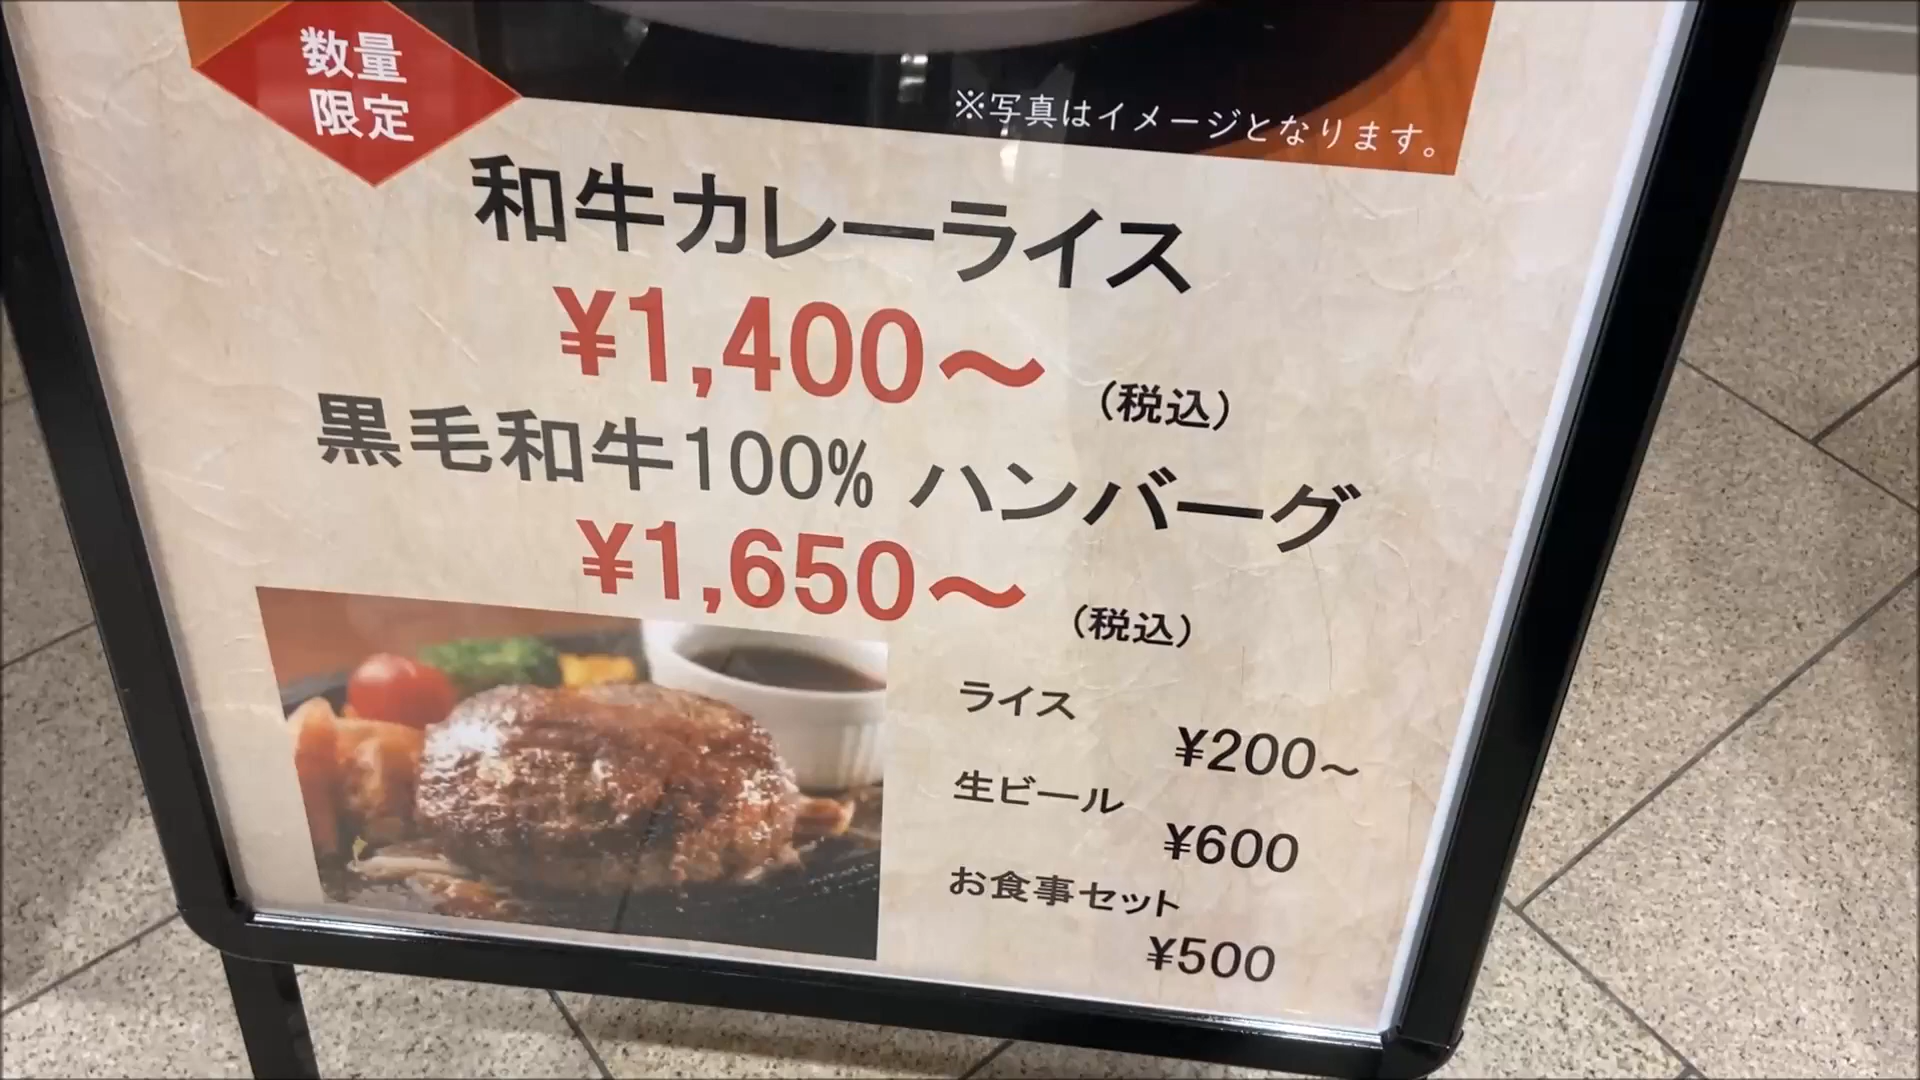 数量
限定
※写真はイメージとなります。
和牛カレーライス
¥1,400〜
(税込)
黒毛和牛100% ハンバーグ
¥1,650〜
(税込)
ライス
¥200〜
生ビール
¥600
お食事セット
¥500